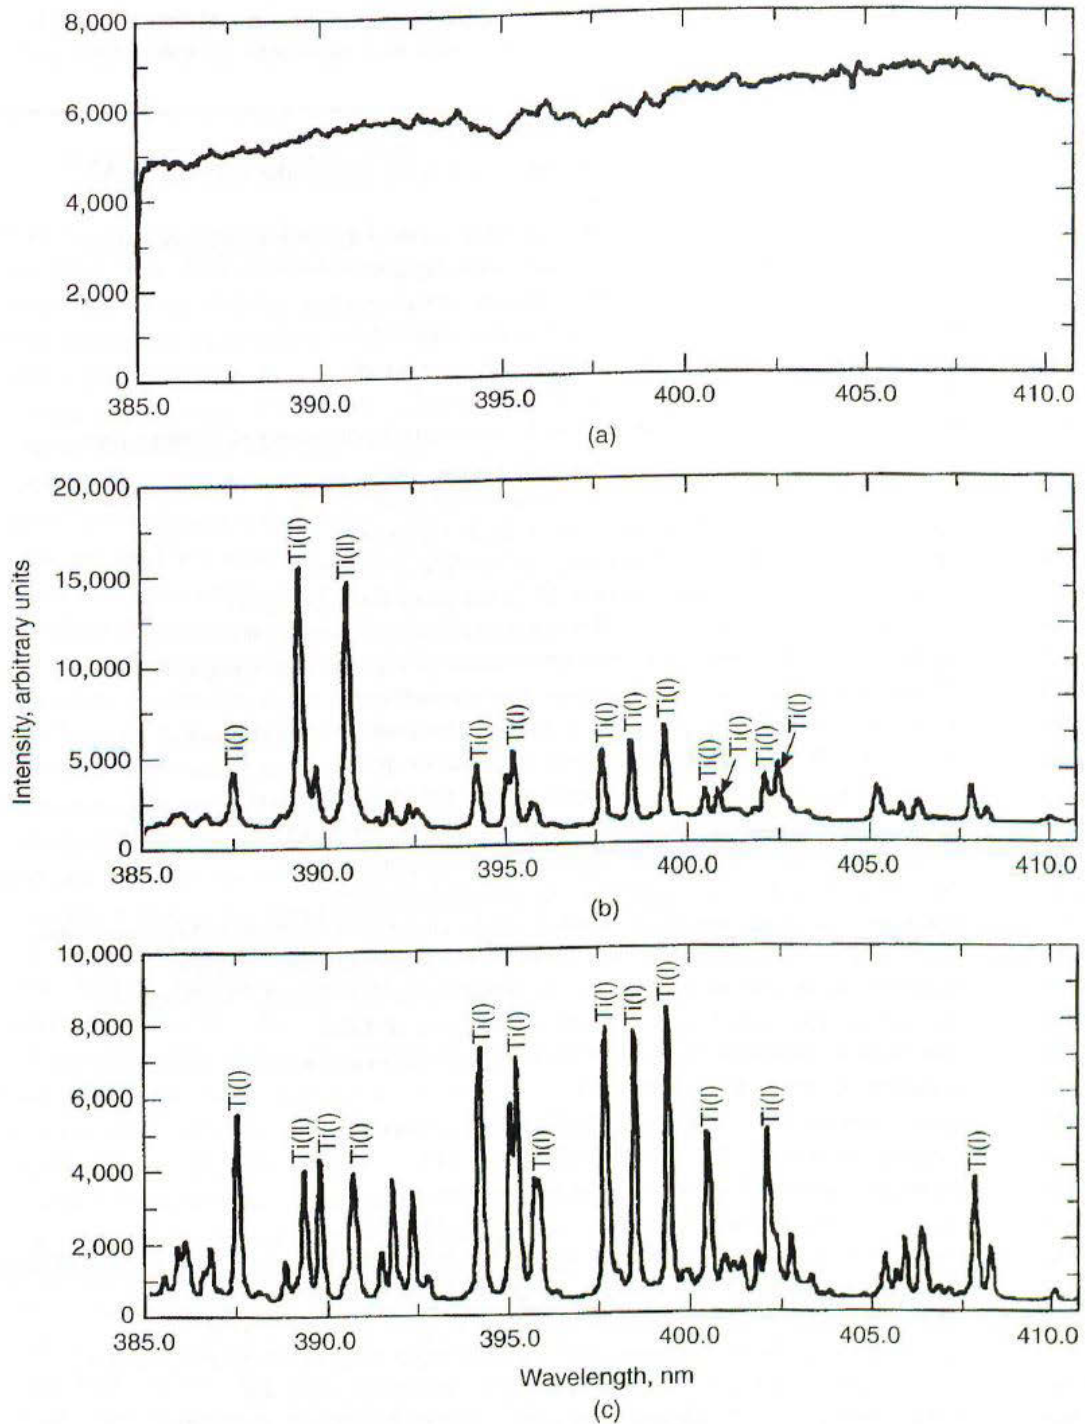 8,000
6,000
4,000
2,000
0
385.0 390.0 395.0 400.0 405.0 410.0
(a)
Intensity, arbitrary units
20,000
15,000
10,000
5,000
0
Ti(I)
Ti(II)
Ti(II)
Ti(I)
Ti(I)
Ti(I)
Ti(I)
Ti(I)
Ti(I)
Ti(I)
Ti(I)
Ti(I)
385.0 390.0 395.0 400.0 405.0 410.0
(b)
10,000
8,000
6,000
4,000
2,000
0
Ti(I)
Ti(II)
Ti(I)
Ti(I)
Ti(I)
Ti(I)
Ti(I)
Ti(I)
Ti(I)
Ti(I)
Ti(I)
Ti(I)
Ti(I)
385.0 390.0 395.0 400.0 405.0 410.0
Wavelength, nm
(c)